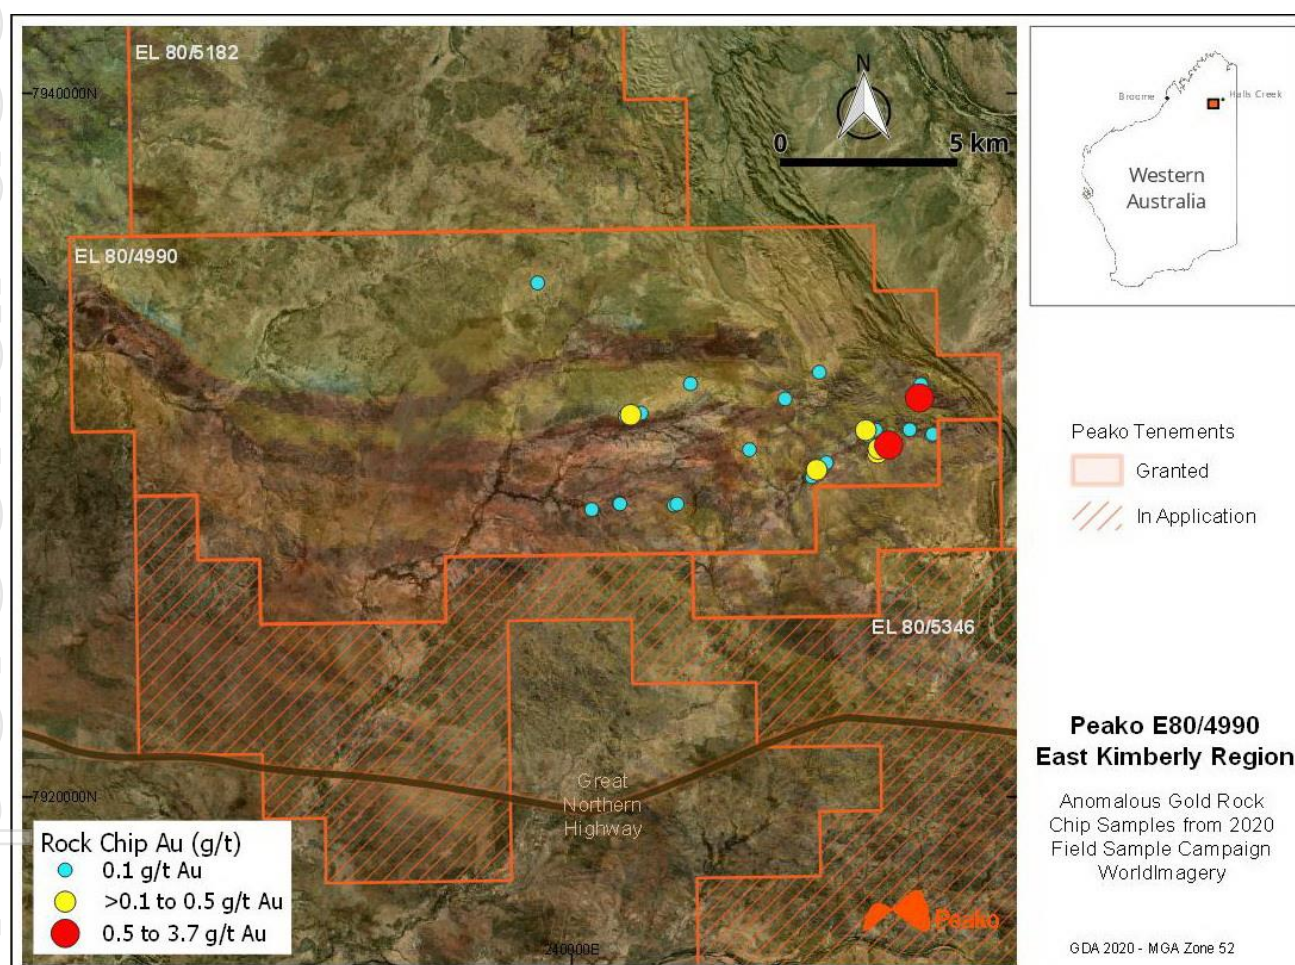 EL 80/5182
7940000N
N
0 5 km
EL 80/4990
Broome
Halls Creek
Western
Australia
Peako Tenements
Granted
In Application
EL 80/5346
Great
Northern
Highway
7920000N
240000E
Rock Chip Au (g/t)
0.1 g/t Au
>0.1 to 0.5 g/t Au
0.5 to 3.7 g/t Au
Peako
Peako E80/4990
East Kimberly Region
Anomalous Gold Rock
Chip Samples from 2020
Field Sample Campaign
WorldImagery
GDA 2020 - MGA Zone 52